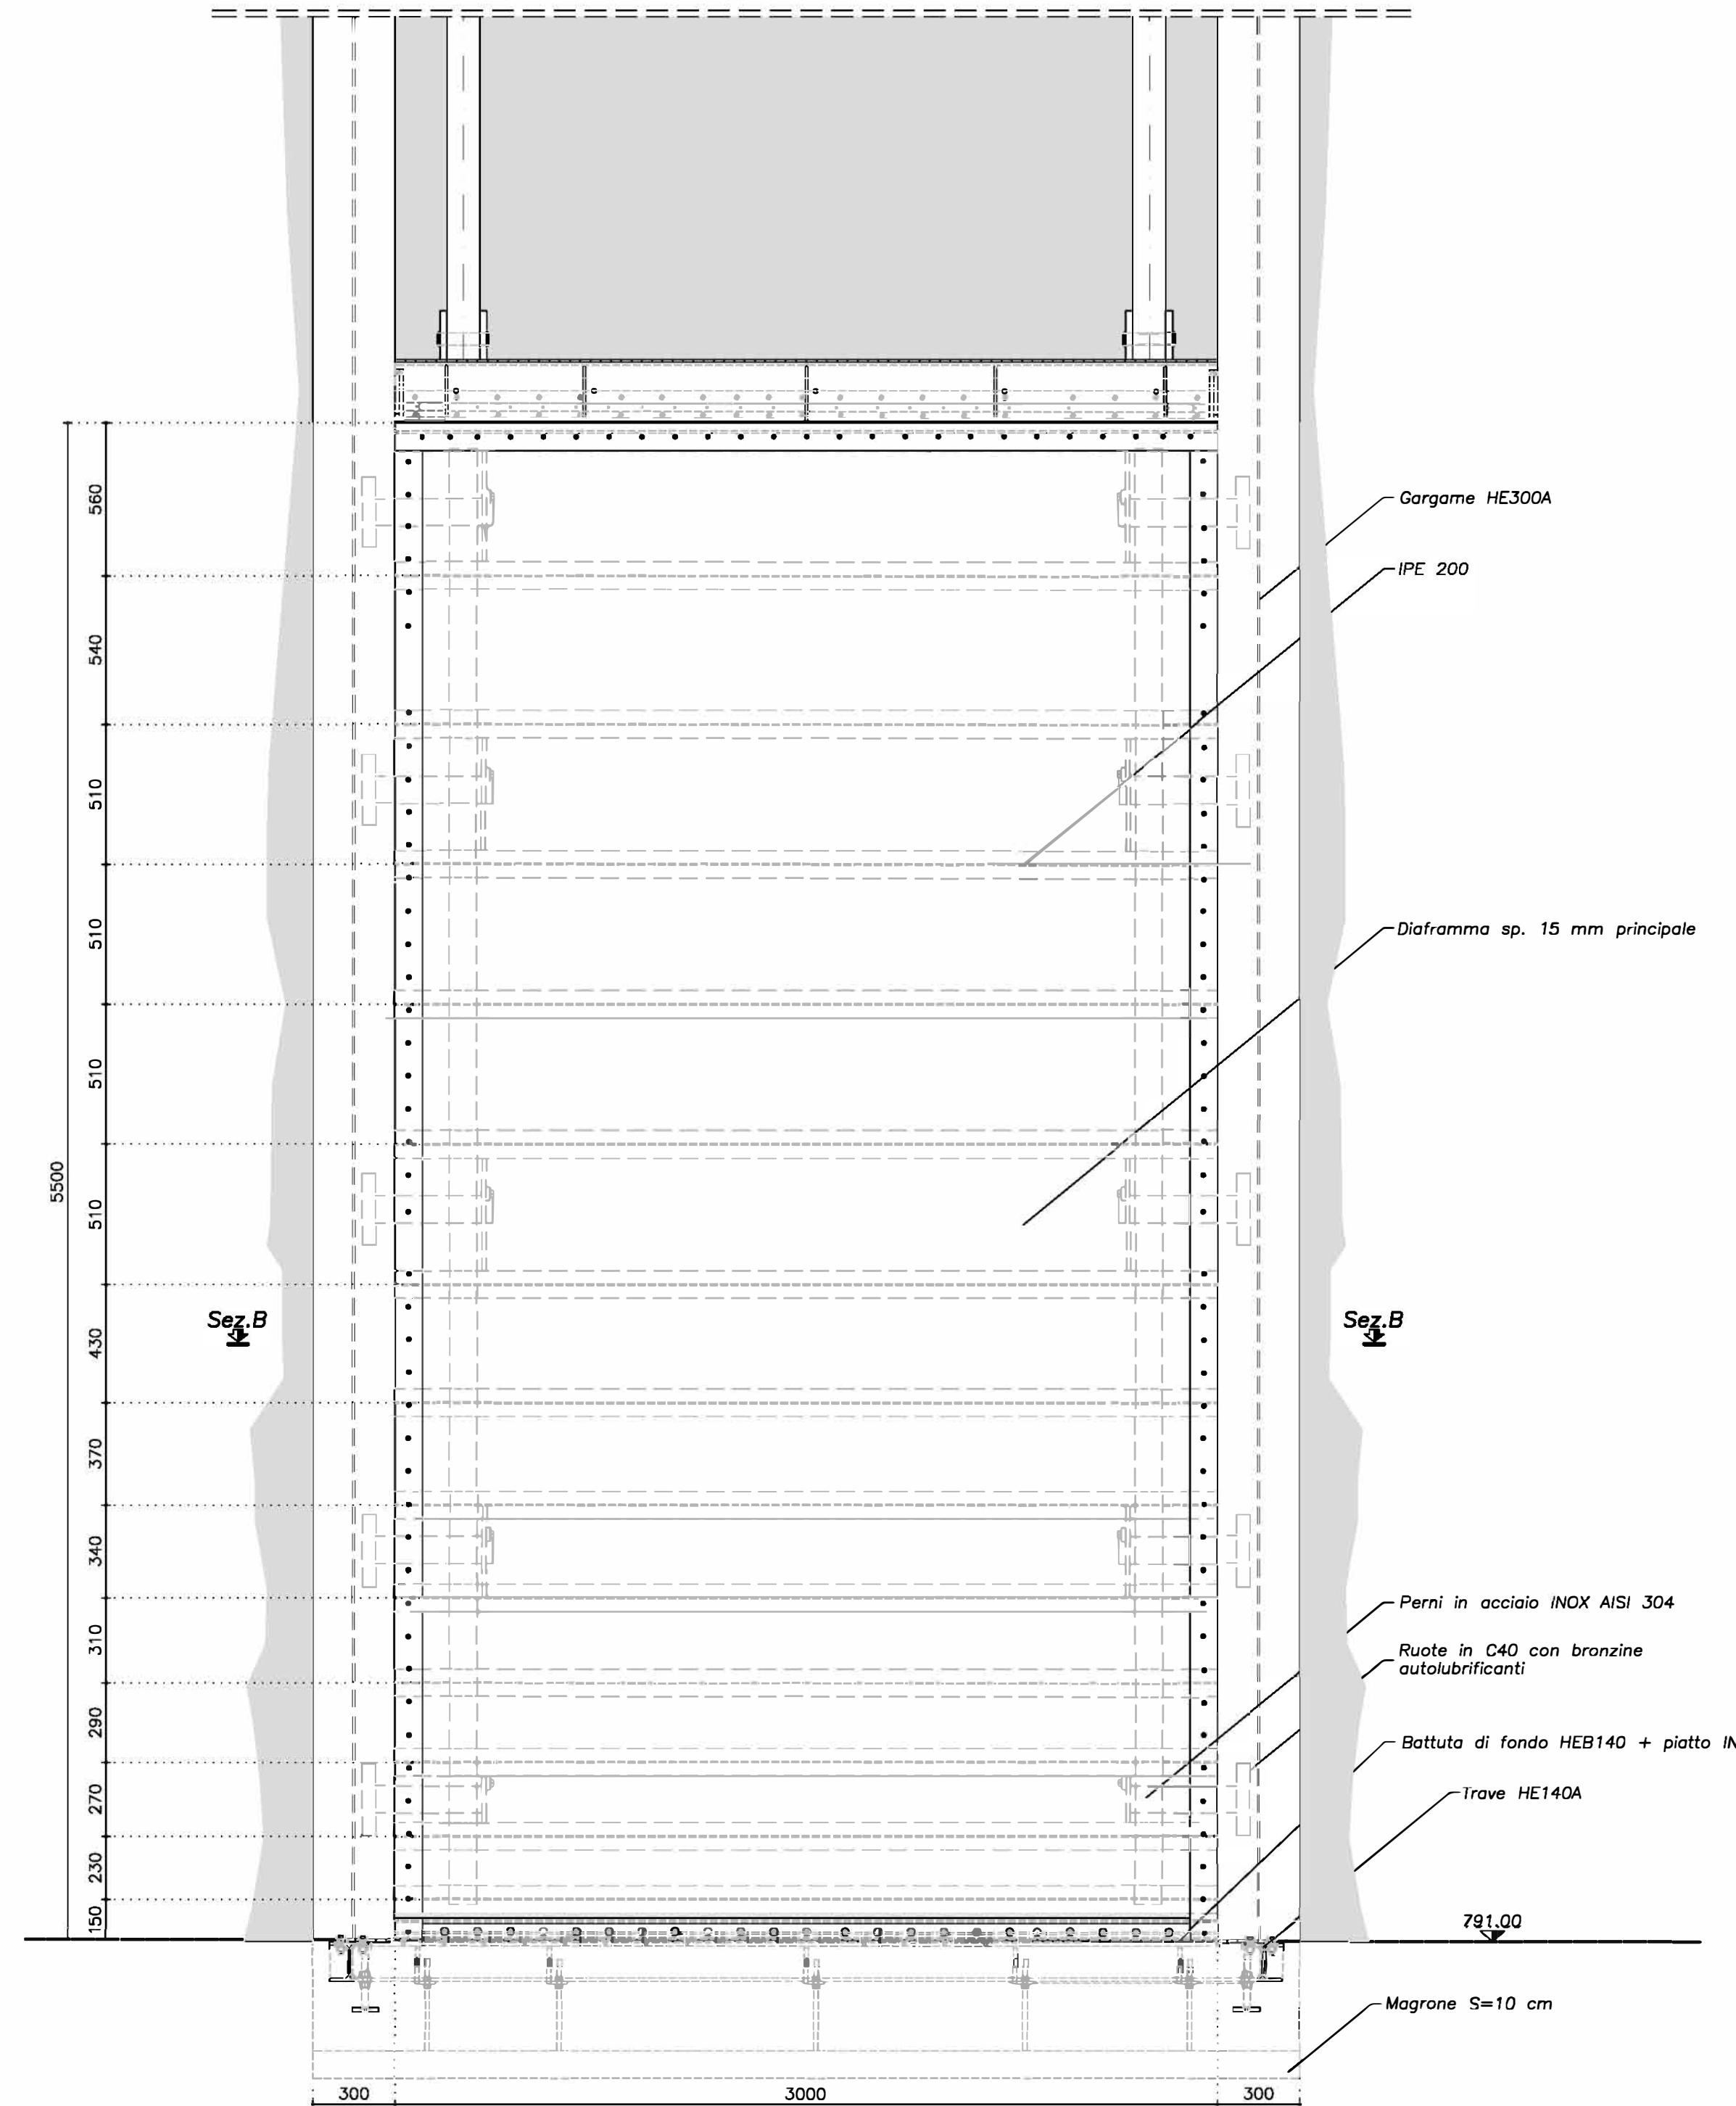 Gargame HE300A
IPE 200
Diaframma sp. 15 mm principale
Perni in acciaio INOX AISI 304
Ruote in C40 con bronzine
autolubrificanti
Battuta di fondo HEB140 + piatto IN
Trave HE140A
791.00
Magrone S=10 cm
Sez.B
Sez.B
5500
560
540
510
510
510
510
430
370
340
310
290
270
230
150
300
3000
300